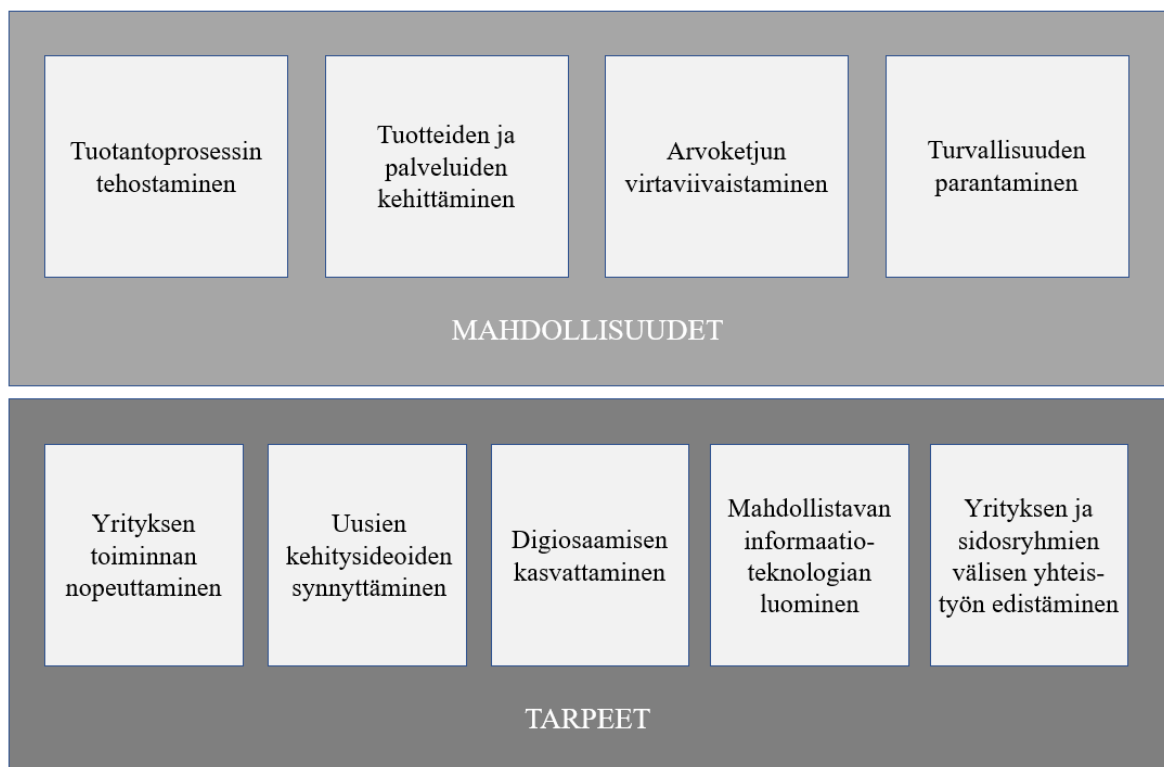 Tuotantoprosessin
tehostaminen
Tuotteiden ja
palveluiden
kehittäminen
Arvoketjun
virtaviivaistaminen
Turvallisuuden
parantaminen
MAHDOLLISUUDET
Yrityksen
toiminnan
nopeuttaminen
Uusien
kehitysideoiden
synnyttäminen
Digiosaamisen
kasvattaminen
Mahdollistavan
informaatio-
teknologian
luominen
Yrityksen ja
sidosryhmien
välisen yhteis-
työn edistäminen
TARPEET